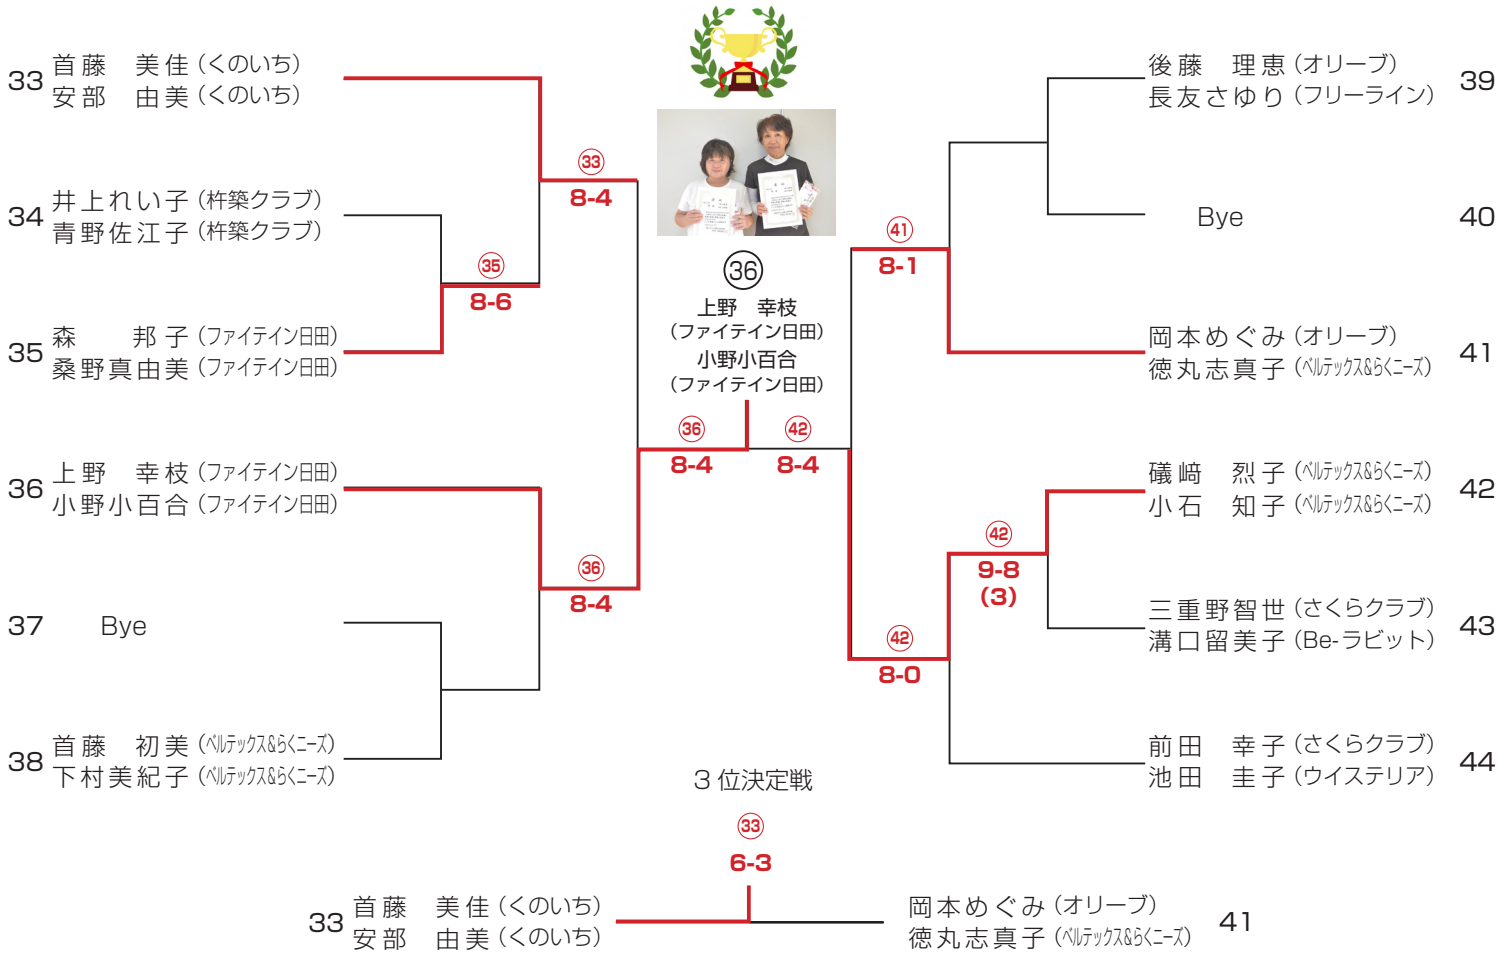 33
首藤　美佳（くのいち）
安部　由美（くのいち）
34
井上れい子（杵築クラブ）
青野佐江子（杵築クラブ）
35
森　　邦子（ファイテイン日田）
桑野真由美（ファイテイン日田）
36
上野　幸枝（ファイテイン日田）
小野小百合（ファイテイン日田）
37
Bye
38
首藤　初美（ベルテックス&らくニーズ）
下村美紀子（ベルテックス&らくニーズ）
㉝
8-4
㉟
8-6
㊱
8-4
㊱
8-4
㊱
上野　幸枝
（ファイテイン日田）
小野小百合
（ファイテイン日田）
㊷
8-4
㊶
8-1
㊷
9-8
(3)
㊷
8-0
後藤　理恵（オリーブ）
長友さゆり（フリーライン）
39
Bye
40
岡本めぐみ（オリーブ）
徳丸志真子（ベルテックス&らくニーズ）
41
礒﨑　烈子（ベルテックス&らくニーズ）
小石　知子（ベルテックス&らくニーズ）
42
三重野智世（さくらクラブ）
溝口留美子（Be-ラビット）
43
前田　幸子（さくらクラブ）
池田　圭子（ウイステリア）
44
3位決定戦
㉝
6-3
33
首藤　美佳（くのいち）
安部　由美（くのいち）
岡本めぐみ（オリーブ）
徳丸志真子（ベルテックス&らくニーズ）
41